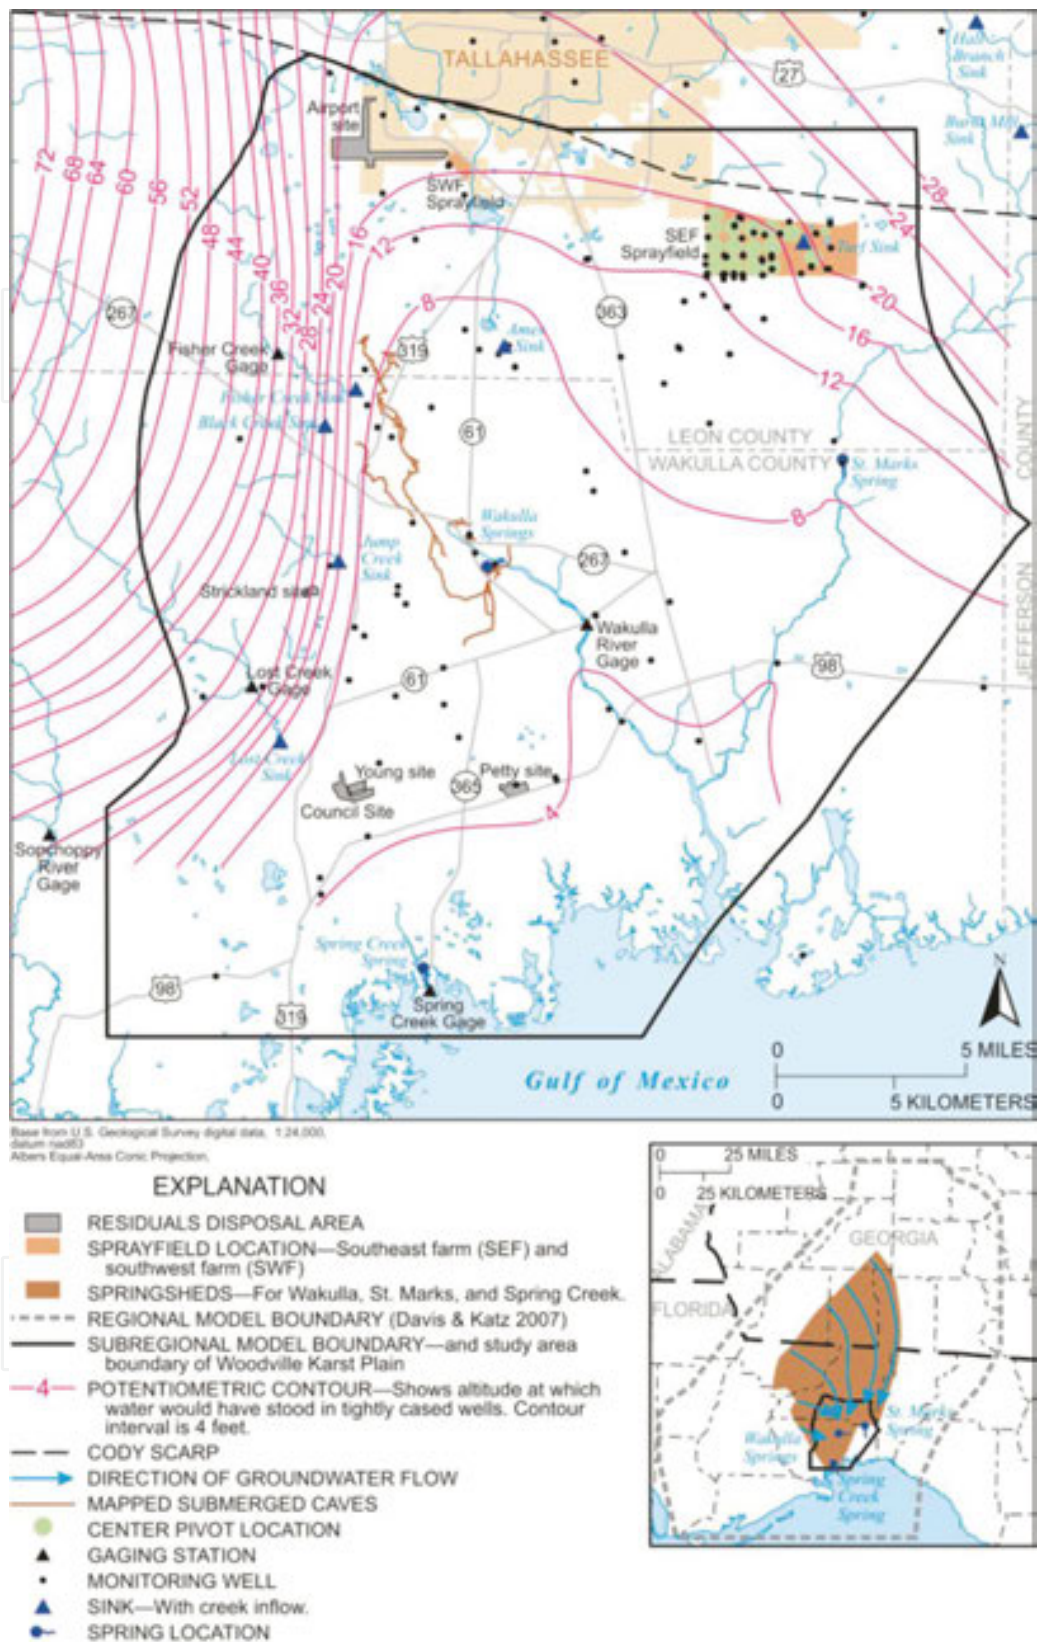 TALLAHASSEE
27
Hall
Branch
Sink
Burnt Mill
Sink
Airport
site
SWF
Sprayfield
SEF
Sprayfield
Turf Sink
28
24
20
16
12
8
72
68
64
60
56
52
48
44
40
36
32
28
24
20
16
12
8
267
363
319
Ames
Sink
Fisher Creek
Gage
Fisher Creek Sink
Black Creek Sink
61
LEON COUNTY
WAKULLA COUNTY
COUNTY
JEFFERSON
St. Marks
Spring
Wakulla
Springs
Jump
Creek
Sink
267
Strickland site
Wakulla
River
Gage
98
Lost Creek
Gage
61
Lost Creek
Sink
Young site
Petty site
365
Council Site
4
Sopchoppy
River
Gage
Spring Creek
Spring
98
319
Spring
Creek Gage
N
0 5 MILES
0 5 KILOMETERS
Gulf of Mexico
Base from U.S. Geological Survey digital data, 1:24,000,
datum nad83
Albers Equal-Area Conic Projection,
EXPLANATION
RESIDUALS DISPOSAL AREA
SPRAYFIELD LOCATION—Southeast farm (SEF) and
southwest farm (SWF)
SPRINGSHEDS—For Wakulla, St. Marks, and Spring Creek.
REGIONAL MODEL BOUNDARY (Davis & Katz 2007)
SUBREGIONAL MODEL BOUNDARY—and study area
boundary of Woodville Karst Plain
4 POTENTIOMETRIC CONTOUR—Shows altitude at which
water would have stood in tightly cased wells. Contour
interval is 4 feet.
CODY SCARP
DIRECTION OF GROUNDWATER FLOW
MAPPED SUBMERGED CAVES
CENTER PIVOT LOCATION
GAGING STATION
MONITORING WELL
SINK—With creek inflow.
SPRING LOCATION
0 25 MILES
0 25 KILOMETERS
ALABAMA
GEORGIA
FLORIDA
St. Marks
Spring
Wakulla
Springs
Spring
Creek
Spring